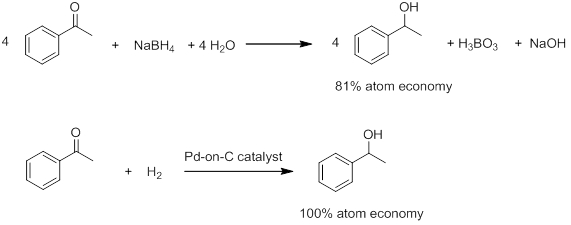 O OH
4 + NaBH₄ + 4 H₂O 4 + H₃BO₃ + NaOH
81% atom economy
O OH
+ H₂ Pd-on-C catalyst
100% atom economy